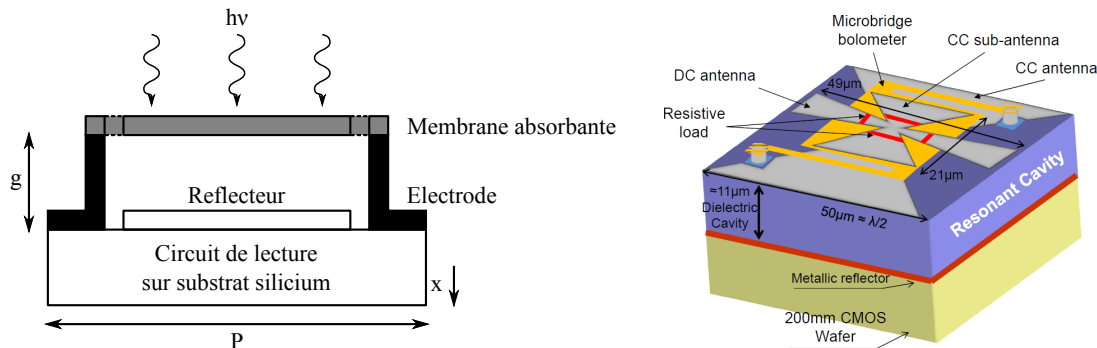 hν
Membrane absorbante
g
Reflecteur
Electrode
Circuit de lecture
sur substrat silicium
x
P
Microbridge
bolometer
CC sub-antenna
DC antenna
CC antenna
49µm
Resistive
load
21µm
≈11µm
Dielectric
Cavity
50µm ≈ λ/2
Resonant Cavity
Metallic reflector
200mm CMOS
Wafer